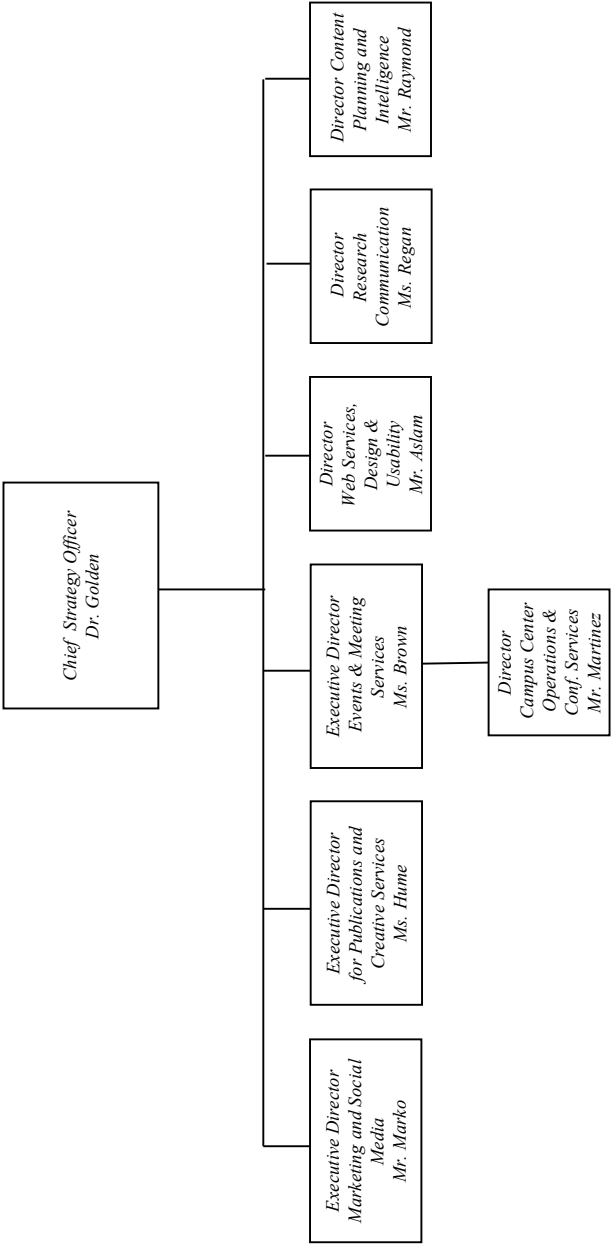 Chief Strategy Officer
Dr. Golden
Executive Director
Marketing and Social
Media
Mr. Marko
Executive Director
for Publications and
Creative Services
Ms. Hume
Executive Director
Events & Meeting
Services
Ms. Brown
Director
Web Services,
Design &
Usability
Mr. Aslam
Director
Research
Communication
Ms. Regan
Director Content
Planning and
Intelligence
Mr. Raymond
Director
Campus Center
Operations &
Conf. Services
Mr. Martinez